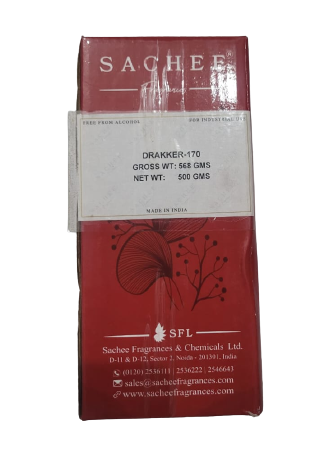 SACHEE
Fragrances
FREE FROM ALCOHOL
FOR INDUSTRIAL USE
DRAKKER-170
GROSS WT: 568 GMS
NET WT: 500 GMS
MADE IN INDIA
SFL
Sachee Fragrances & Chemicals Ltd.
D-11 & D-12, Sector 2, Noida - 201301, India
(0120) 2536111 | 2536222 | 2546643
sales@sacheefragrances.com
www.sacheefragrances.com